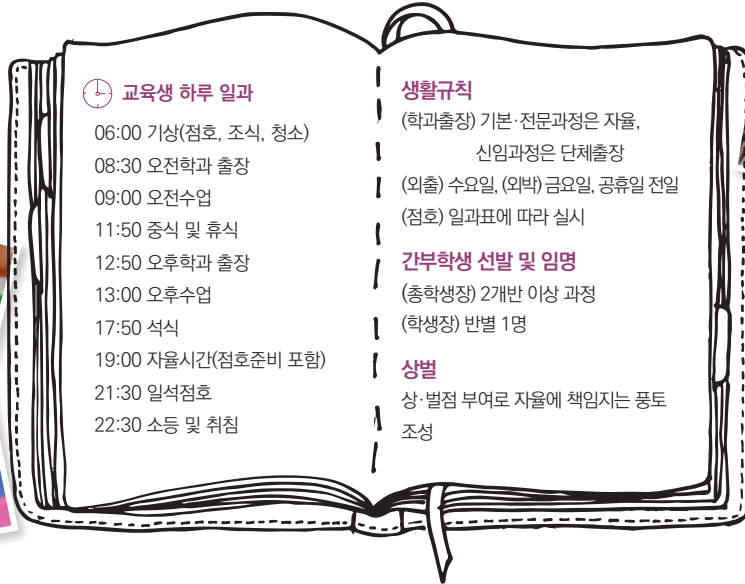 교육생 하루 일과
06:00 기상(점호, 조식, 청소)
08:30 오전학과 출장
09:00 오전수업
11:50 중식 및 휴식
12:50 오후학과 출장
13:00 오후수업
17:50 석식
19:00 자율시간(점호준비 포함)
21:30 일석점호
22:30 소등 및 취침
생활규칙
(학과출장) 기본·전문과정은 자율,
신임과정은 단체출장
(외출) 수요일, (외박) 금요일, 공휴일 전일
(점호) 일과표에 따라 실시
간부학생 선발 및 임명
(총학생장) 2개반 이상 과정
(학생장) 반별 1명
상벌
상·벌점 부여로 자율에 책임지는 풍토
조성